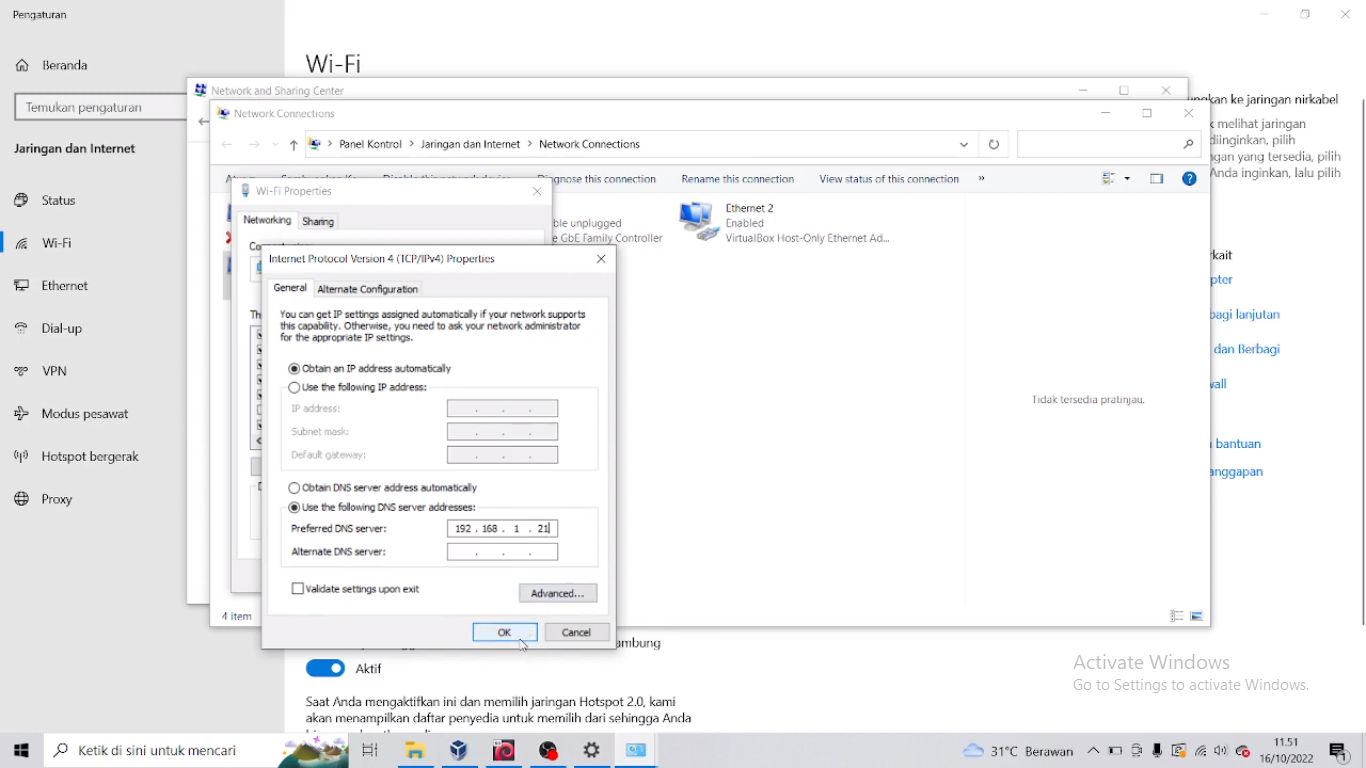 Pengaturan
Beranda
Temukan pengaturan
Jaringan dan Internet
Status
Wi-Fi
Ethernet
Dial-up
VPN
Modus pesawat
Hotspot bergerak
Proxy
Wi-Fi
Network and Sharing Center
Network Connections
Panel Kontrol > Jaringan dan Internet > Network Connections
Diagnose this connection
Rename this connection
View status of this connection
»
Wi-Fi Properties
Networking
Sharing
ble unplugged
e GbE Family Controller
Ethernet 2
Enabled
VirtualBox Host-Only Ethernet Ad...
Tidak tersedia pratinjau.
Internet Protocol Version 4 (TCP/IPv4) Properties
General
Alternate Configuration
You can get IP settings assigned automatically if your network supports
this capability. Otherwise, you need to ask your network administrator
for the appropriate IP settings.
Obtain an IP address automatically
Use the following IP address:
IP address:
Subnet mask:
Default gateway:
Obtain DNS server address automatically
Use the following DNS server addresses:
Preferred DNS server:
192 . 168 . 1 . 21
Alternate DNS server:
Validate settings upon exit
Advanced...
OK
Cancel
4 item
ungkan ke jaringan nirkabel
k melihat jaringan
diinginkan, pilih
ngan yang tersedia, pilih
Anda inginkan, lalu pilih
rkait
pter
bagi lanjutan
dan Berbagi
wall
bantuan
anggapan
ambung
Aktif
Saat Anda mengaktifkan ini dan memilih jaringan Hotspot 2.0, kami
akan menampilkan daftar penyedia untuk memilih dari sehingga Anda
Activate Windows
Go to Settings to activate Windows.
Ketik di sini untuk mencari
31°C Berawan
11.51
16/10/2022
1